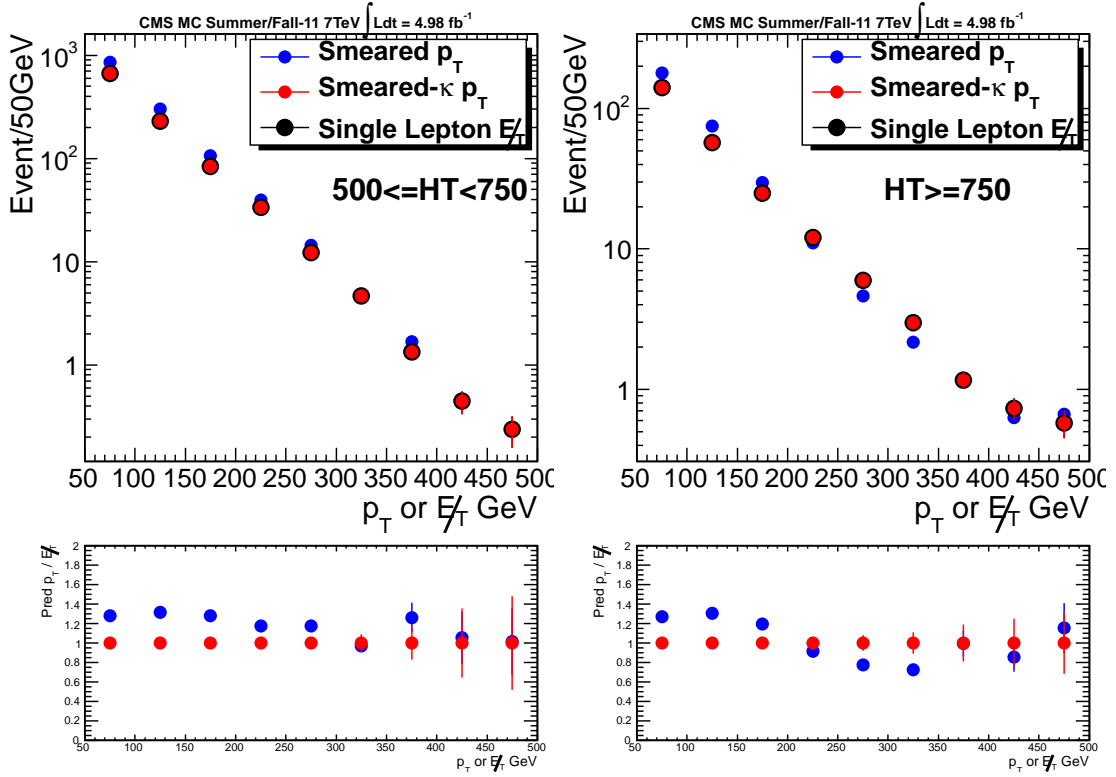 CMS MC Summer/Fall-11 7TeV ∫ Ldt = 4.98 fb⁻¹
Event/50GeV
10³
10²
10
1
Smeared p_T
Smeared-κ p_T
Single Lepton E̸_T
500<=HT<750
50 100 150 200 250 300 350 400 450 500
p_T or E̸_T GeV
Pred p_T / E̸_T
2
1.8
1.6
1.4
1.2
1
0.8
0.6
0.4
0.2
0
50 100 150 200 250 300 350 400 450 500
p_T or E̸_T GeV
CMS MC Summer/Fall-11 7TeV ∫ Ldt = 4.98 fb⁻¹
Event/50GeV
10²
10
1
Smeared p_T
Smeared-κ p_T
Single Lepton E̸_T
HT>=750
50 100 150 200 250 300 350 400 450 500
p_T or E̸_T GeV
Pred p_T / E̸_T
2
1.8
1.6
1.4
1.2
1
0.8
0.6
0.4
0.2
0
50 100 150 200 250 300 350 400 450 500
p_T or E̸_T GeV